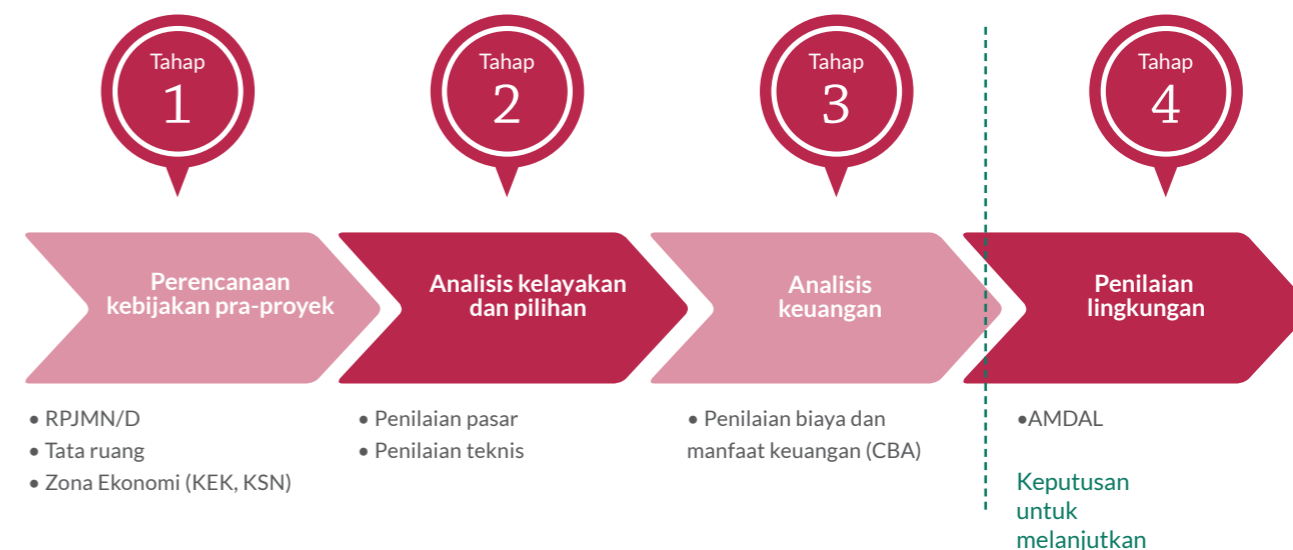 Tahap
1
Tahap
2
Tahap
3
Tahap
4
Perencanaan
kebijakan pra-proyek
Analisis kelayakan
dan pilihan
Analisis
keuangan
Penilaian
lingkungan
• RPJMN/D
• Tata ruang
• Zona Ekonomi (KEK, KSN)
• Penilaian pasar
• Penilaian teknis
• Penilaian biaya dan
manfaat keuangan (CBA)
•AMDAL
Keputusan
untuk
melanjutkan